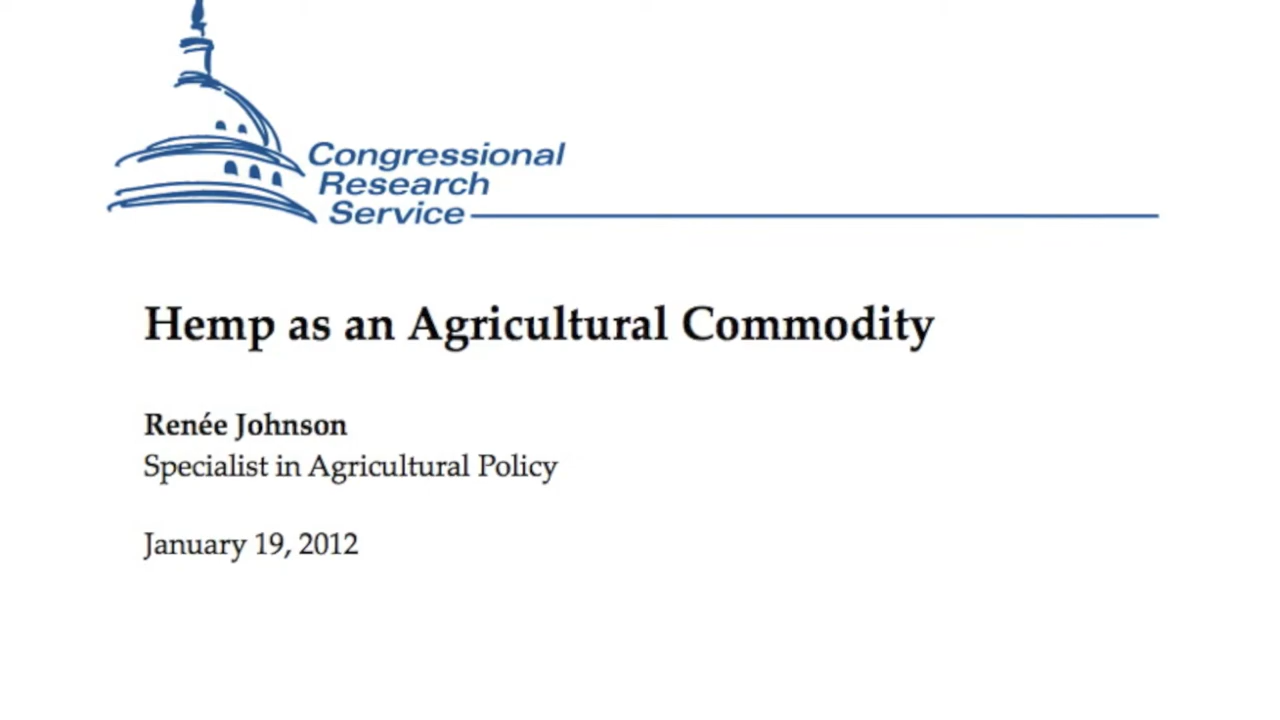 Congressional
Research
Service
Hemp as an Agricultural Commodity
Renée Johnson
Specialist in Agricultural Policy
January 19, 2012